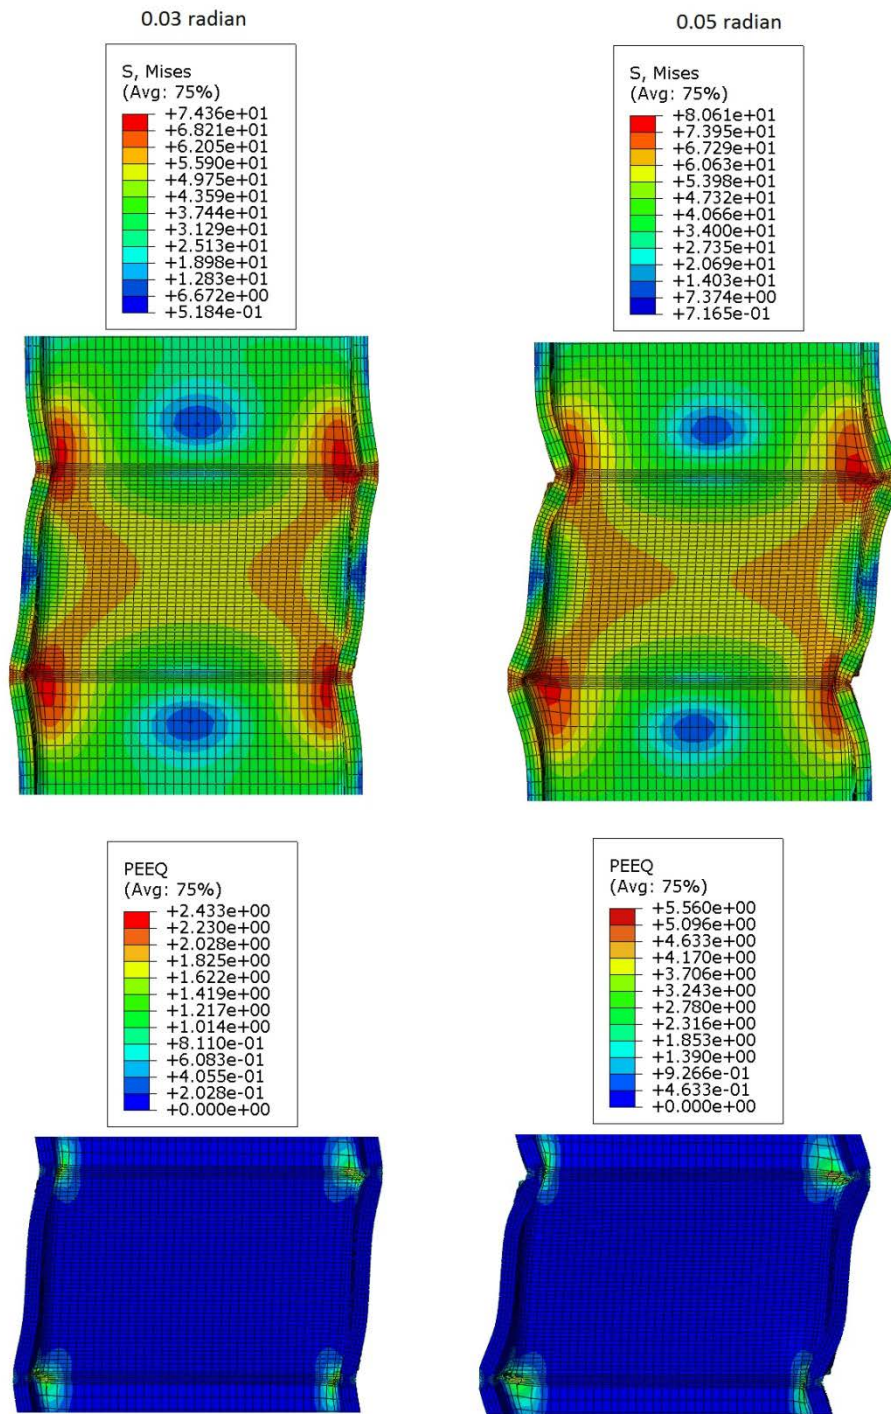 0.03 radian
S, Mises
(Avg: 75%)
+7.436e+01
+6.821e+01
+6.205e+01
+5.590e+01
+4.975e+01
+4.359e+01
+3.744e+01
+3.129e+01
+2.513e+01
+1.898e+01
+1.283e+01
+6.672e+00
+5.184e-01
0.05 radian
S, Mises
(Avg: 75%)
+8.061e+01
+7.395e+01
+6.729e+01
+6.063e+01
+5.398e+01
+4.732e+01
+4.066e+01
+3.400e+01
+2.735e+01
+2.069e+01
+1.403e+01
+7.374e+00
+7.165e-01
PEEQ
(Avg: 75%)
+2.433e+00
+2.230e+00
+2.028e+00
+1.825e+00
+1.622e+00
+1.419e+00
+1.217e+00
+1.014e+00
+8.110e-01
+6.083e-01
+4.055e-01
+2.028e-01
+0.000e+00
PEEQ
(Avg: 75%)
+5.560e+00
+5.096e+00
+4.633e+00
+4.170e+00
+3.706e+00
+3.243e+00
+2.780e+00
+2.316e+00
+1.853e+00
+1.390e+00
+9.266e-01
+4.633e-01
+0.000e+00